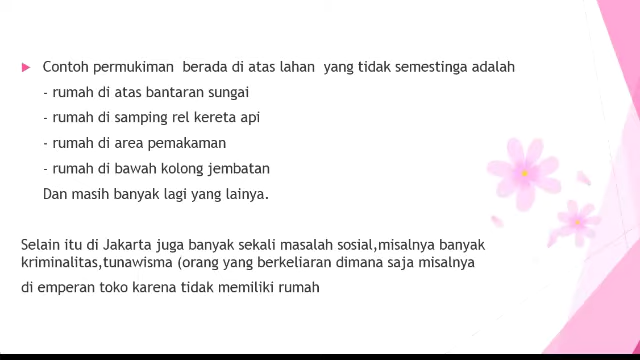 Contoh permukiman berada di atas lahan yang tidak semestinga adalah
- rumah di atas bantaran sungai
- rumah di samping rel kereta api
- rumah di area pemakaman
- rumah di bawah kolong jembatan
Dan masih banyak lagi yang lainya.
Selain itu di Jakarta juga banyak sekali masalah sosial,misalnya banyak
kriminalitas,tunawisma (orang yang berkeliaran dimana saja misalnya
di emperan toko karena tidak memiliki rumah